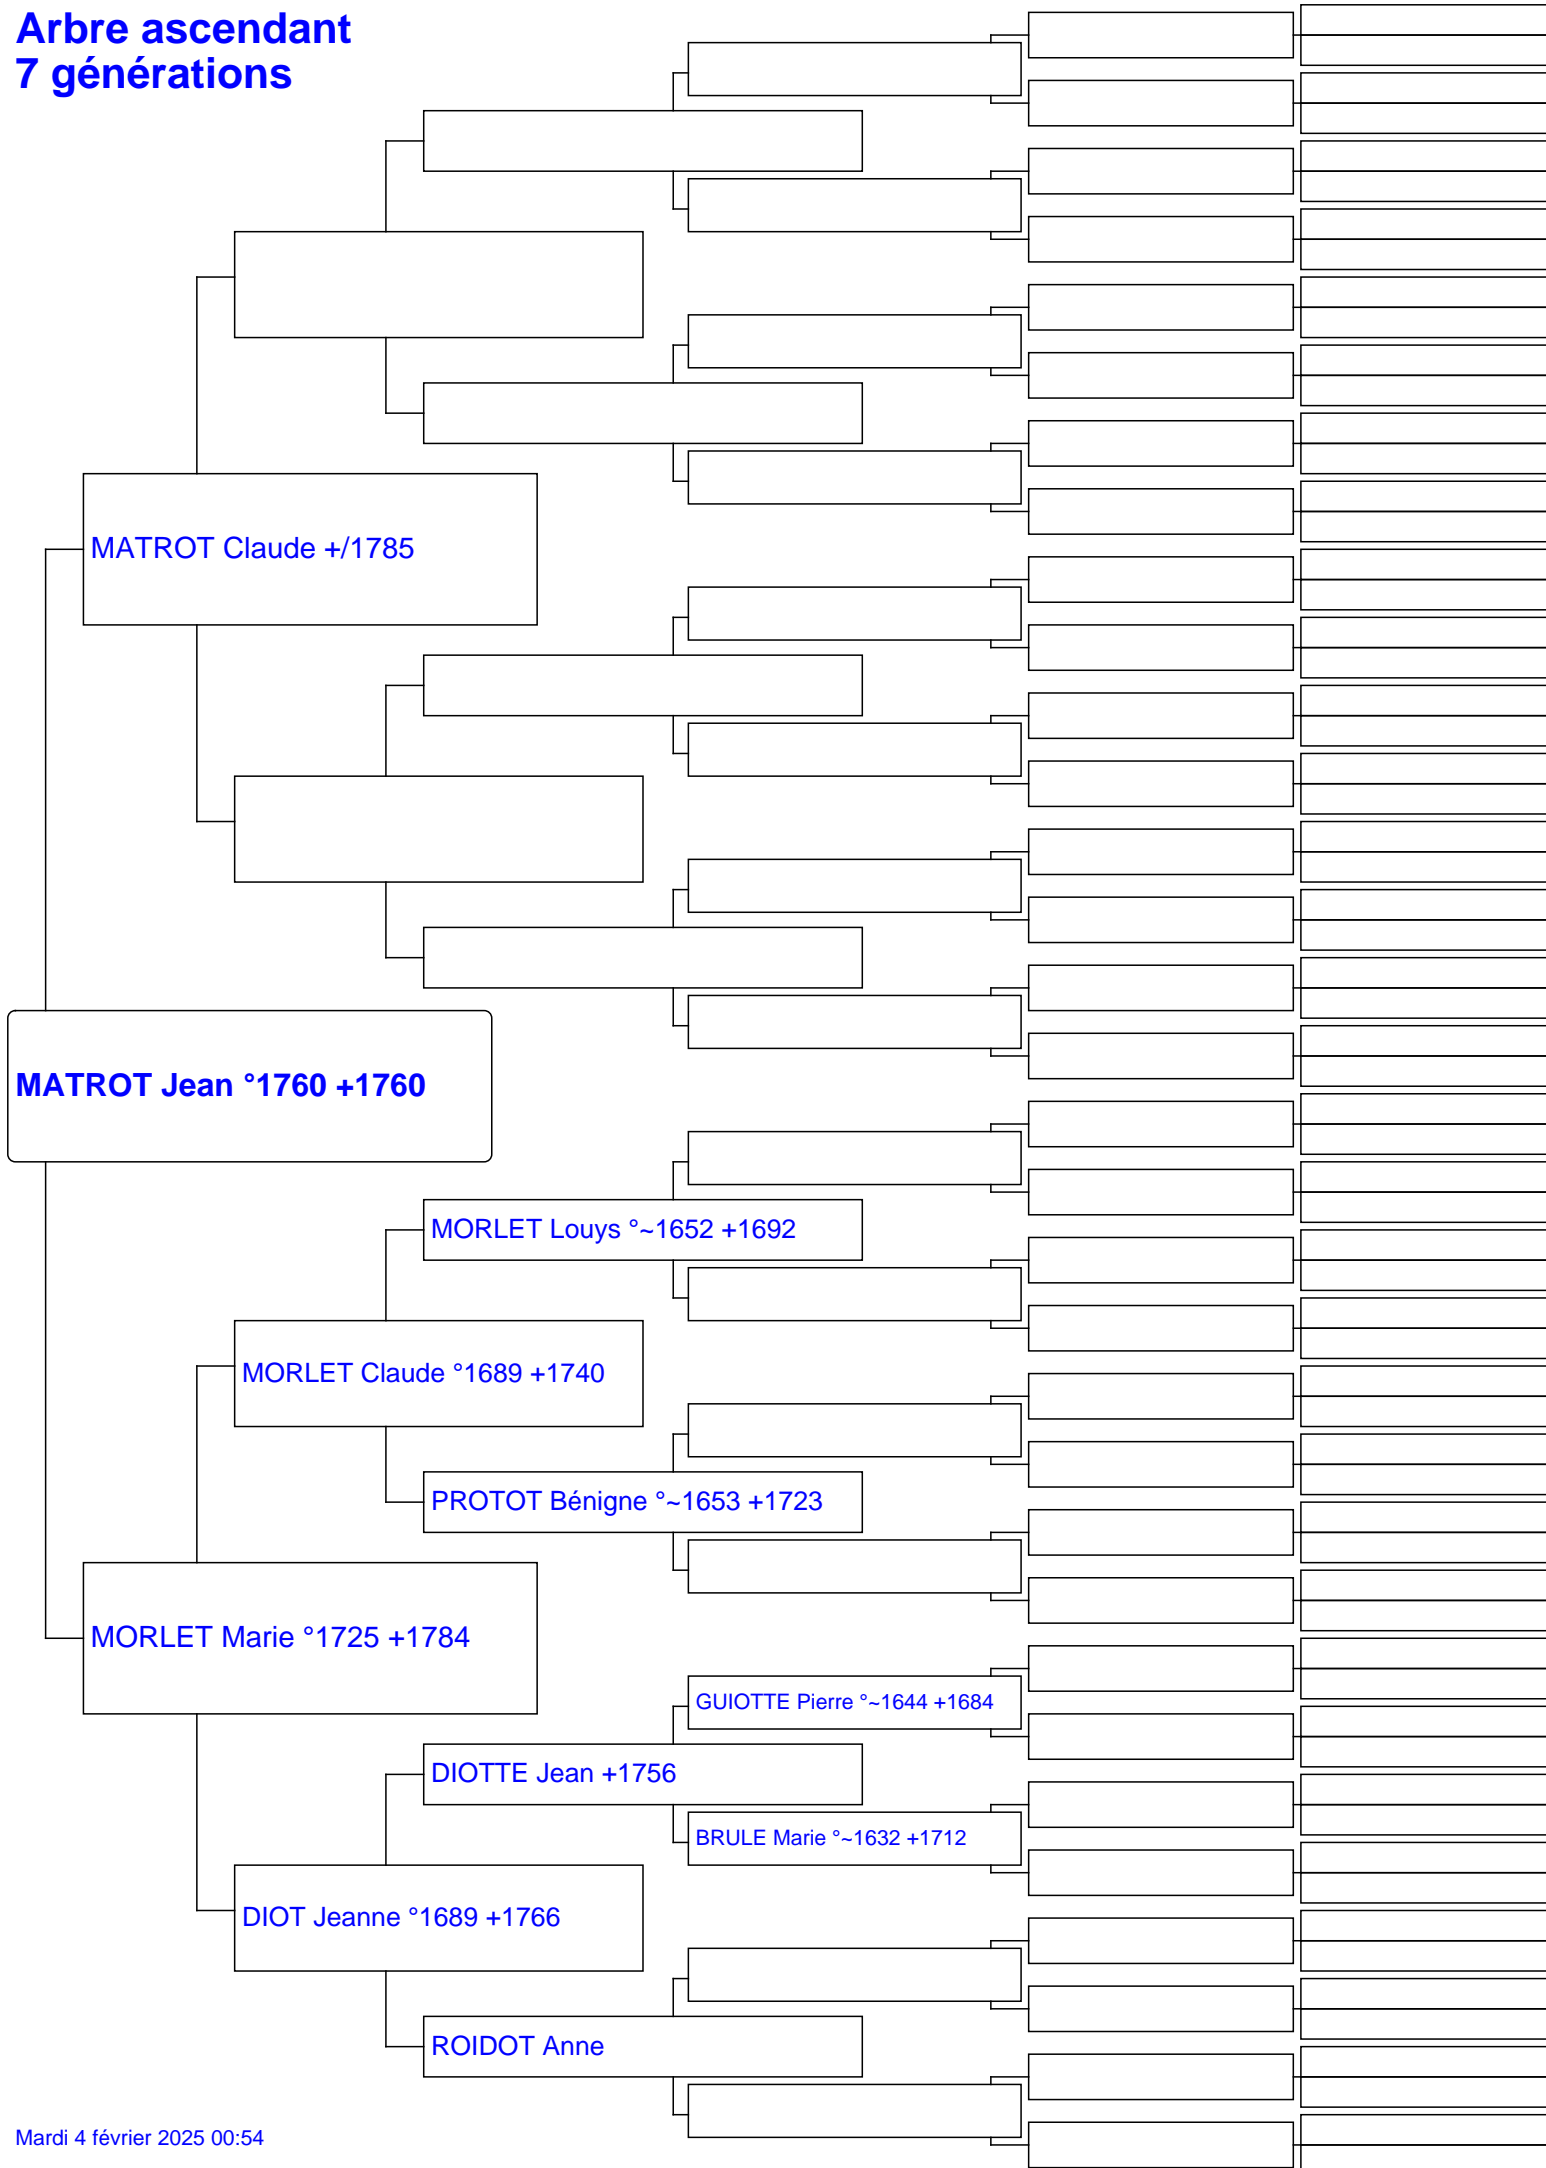 Arbre ascendant
7 générations
MATROT Claude +/1785
MATROT Jean °1760 +1760
MORLET Louys °~1652 +1692
MORLET Claude °1689 +1740
PROTOT Bénigne °~1653 +1723
MORLET Marie °1725 +1784
GUIOTTE Pierre °~1644 +1684
DIOTTE Jean +1756
BRULE Marie °~1632 +1712
DIOT Jeanne °1689 +1766
ROIDOT Anne
Mardi 4 février 2025 00:54